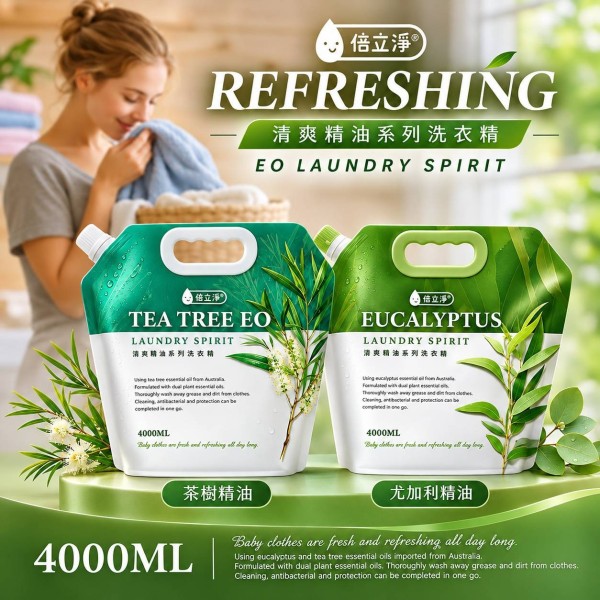 倍立淨®
REFRESHING
清爽精油系列洗衣精
EO LAUNDRY SPIRIT
倍立淨®
TEA TREE EO
LAUNDRY SPIRIT
清爽精油系列洗衣精
Using tea tree essential oil from Australia.
Formulated with dual plant essential oils.
Thoroughly wash away grease and dirt from clothes.
Cleaning, antibacterial and protection can be
completed in one go.
4000ML
Baby clothes are fresh and refreshing all day long.
倍立淨®
EUCALYPTUS
LAUNDRY SPIRIT
清爽精油系列洗衣精
Using eucalyptus essential oil from Australia.
Formulated with dual plant essential oils.
Thoroughly wash away grease and dirt from clothes.
Cleaning, antibacterial and protection can be
completed in one go.
4000ML
Baby clothes are fresh and refreshing all day long.
茶樹精油
尤加利精油
4000ML
Baby clothes are fresh and refreshing all day long.
Using eucalyptus and tea tree essential oils imported from Australia.
Formulated with dual plant essential oils. Thoroughly wash away grease and dirt from clothes.
Cleaning, antibacterial and protection can be completed in one go.